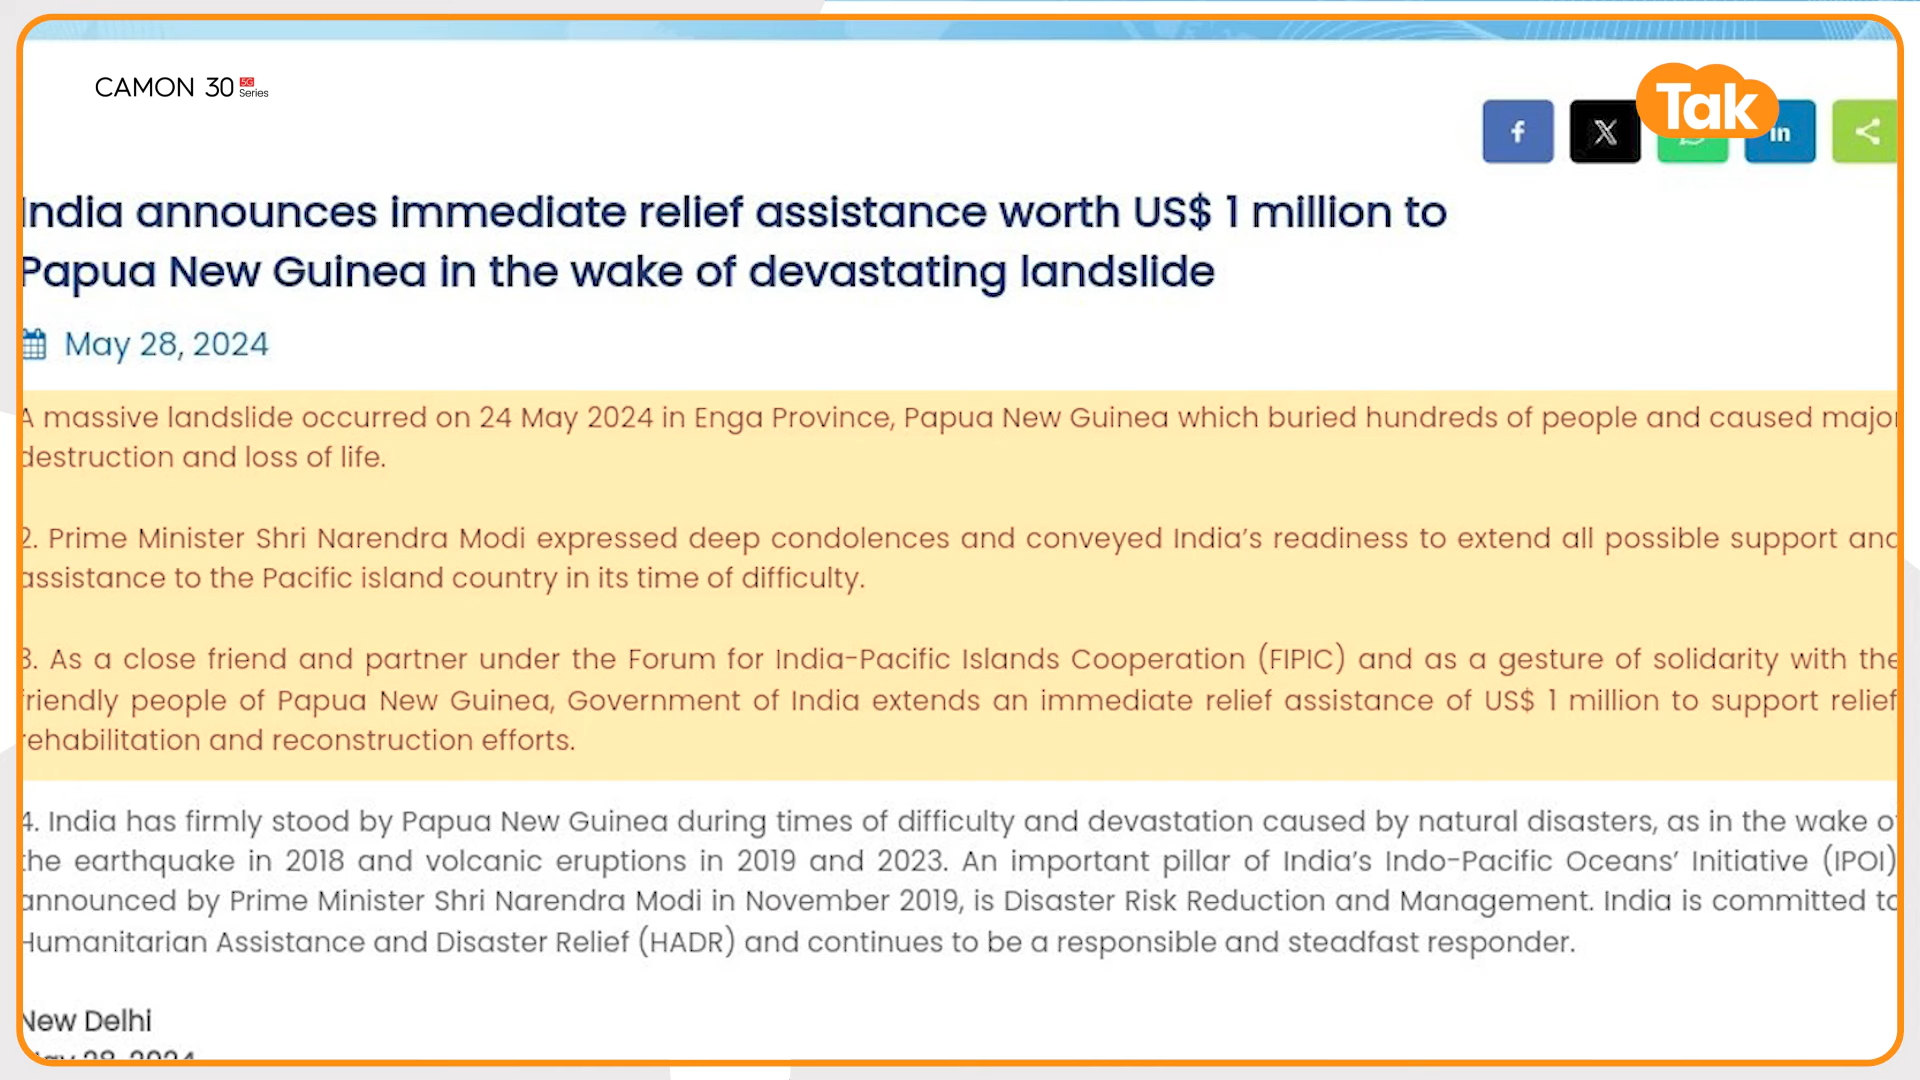 CAMON 30 5G Series
Tak
f X in
India announces immediate relief assistance worth US$ 1 million to
Papua New Guinea in the wake of devastating landslide
May 28, 2024
A massive landslide occurred on 24 May 2024 in Enga Province, Papua New Guinea which buried hundreds of people and caused major
destruction and loss of life.
2. Prime Minister Shri Narendra Modi expressed deep condolences and conveyed India’s readiness to extend all possible support and
assistance to the Pacific island country in its time of difficulty.
3. As a close friend and partner under the Forum for India-Pacific Islands Cooperation (FIPIC) and as a gesture of solidarity with the
friendly people of Papua New Guinea, Government of India extends an immediate relief assistance of US$ 1 million to support relief
rehabilitation and reconstruction efforts.
4. India has firmly stood by Papua New Guinea during times of difficulty and devastation caused by natural disasters, as in the wake of
the earthquake in 2018 and volcanic eruptions in 2019 and 2023. An important pillar of India’s Indo-Pacific Oceans’ Initiative (IPOI)
announced by Prime Minister Shri Narendra Modi in November 2019, is Disaster Risk Reduction and Management. India is committed to
Humanitarian Assistance and Disaster Relief (HADR) and continues to be a responsible and steadfast responder.
New Delhi
May 28, 2024